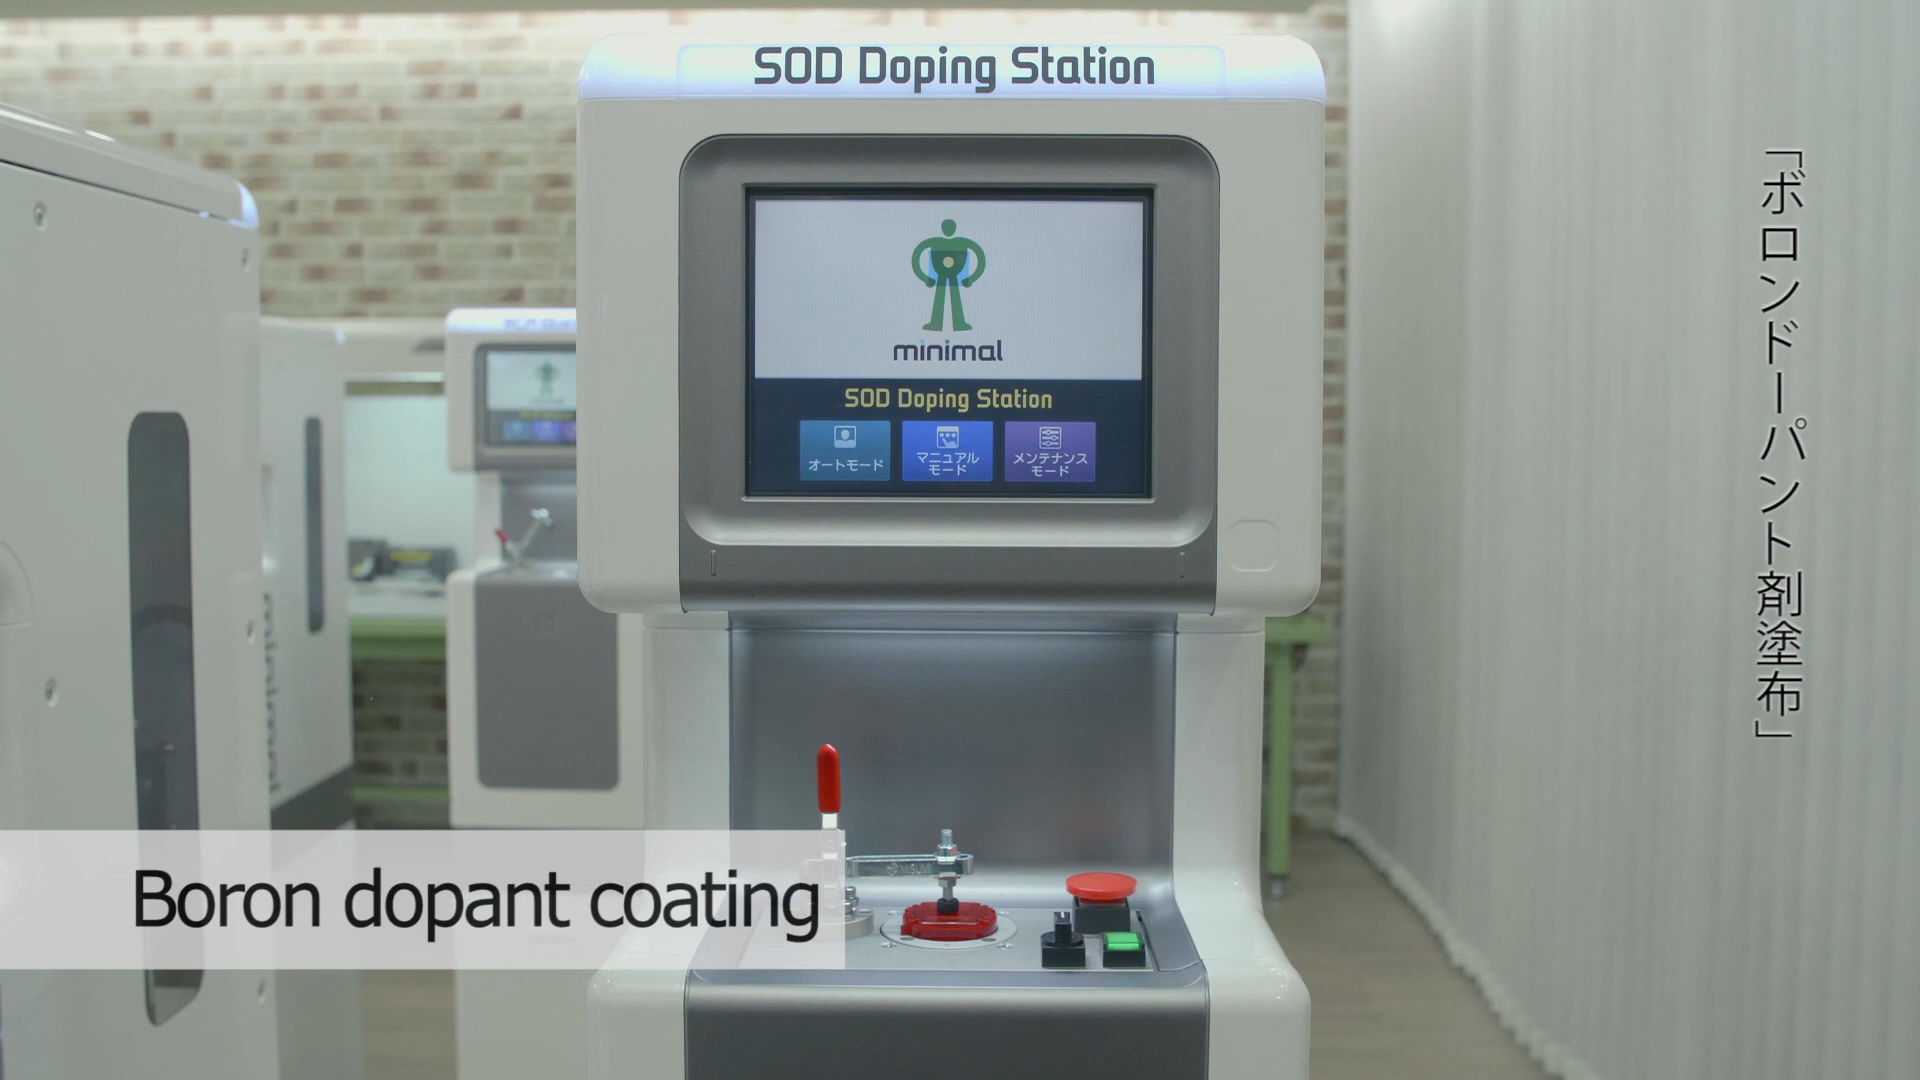 SOD Doping Station
minimal
SOD Doping Station
オートモード
マニュアル
モード
メンテナンス
モード
「ボロンドーパント剤塗布」
MISUMI
Boron dopant coating
minimal